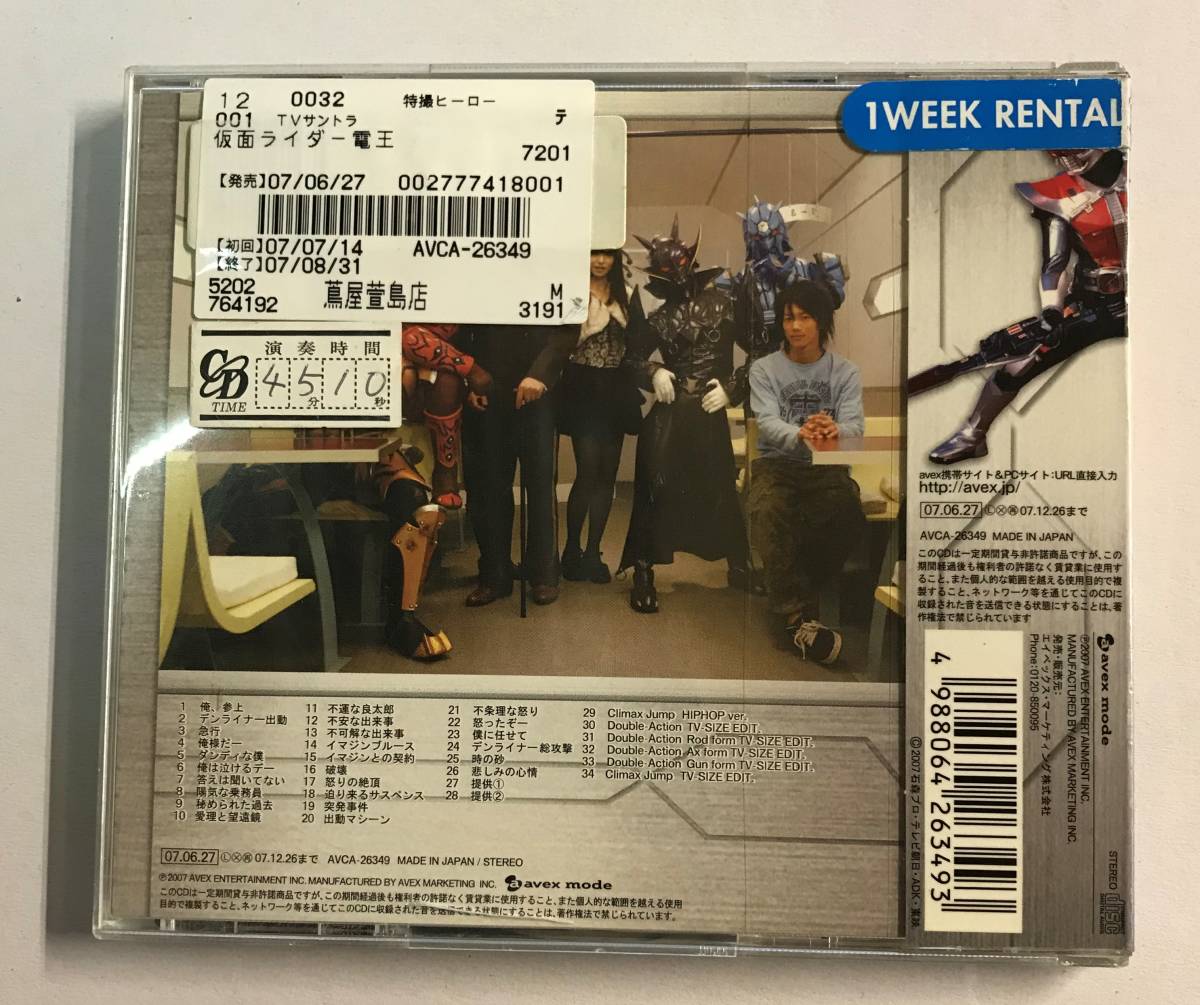 12 0032 特撮ヒーロー
001 TVサントラ テ
仮面ライダー電王
7201
【発売】07/06/27 002777418001
【初回】07/07/14 AVCA-26349
【終了】07/08/31
5202 M
764192 蔦屋萱島店 3191
演奏時間
CD TIME
45分10秒
1WEEK RENTAL
avex携帯サイト&PCサイト:URL直接入力
http://avex.jp/
07.06.27 Ⓛ〶再 07.12.26まで
AVCA-26349 MADE IN JAPAN
このCDは一定期間貸与非許諾商品ですが、この
期間経過後も権利者の許諾なく賃貸業に使用す
ること、また個人的な範囲を越える使用目的で複
製すること、ネットワーク等を通じてこのCDに
収録された音を送信できる状態にすることは、著
作権法で禁じられています
avex mode
℗2007 AVEX ENTERTAINMENT INC.
MANUFACTURED BY AVEX MARKETING INC.
発売・販売元:
エイベックス・マーケティング株式会社
Phone:0120-850095
©2007 石森プロ・テレビ朝日・ADK・東映
4 988064 263493
STEREO
disc
DIGITAL AUDIO
1 俺、参上
2 デンライナー出動
3 急行
4 俺様だー
5 ダンディな僕
6 俺は泣けるデー
7 答えは聞いてない
8 陽気な乗務員
9 秘められた過去
10 愛理と望遠鏡
11 不運な良太郎
12 不安な出来事
13 不可解な出来事
14 イマジンブルース
15 イマジンとの契約
16 破壊
17 怒りの絶頂
18 迫り来るサスペンス
19 突発事件
20 出動マシーン
21 不条理な怒り
22 怒ったぞー
23 僕に任せて
24 デンライナー総攻撃
25 時の砂
26 悲しみの心情
27 提供①
28 提供②
29 Climax Jump HIPHOP ver.
30 Double-Action TV-SIZE EDIT.
31 Double-Action Rod form TV-SIZE EDIT.
32 Double-Action Ax form TV-SIZE EDIT.
33 Double-Action Gun form TV-SIZE EDIT.
34 Climax Jump TV-SIZE EDIT.
07.06.27 Ⓛ〶再 07.12.26まで AVCA-26349 MADE IN JAPAN / STEREO
℗2007 AVEX ENTERTAINMENT INC. MANUFACTURED BY AVEX MARKETING INC. avex mode
このCDは一定期間貸与非許諾商品ですが、この期間経過後も権利者の許諾なく賃貸業に使用すること、また個人的な範囲を越える使用
目的で複製すること、ネットワーク等を通じてこのCDに収録された音を送信できる状態にすることは、著作権法で禁じられています。